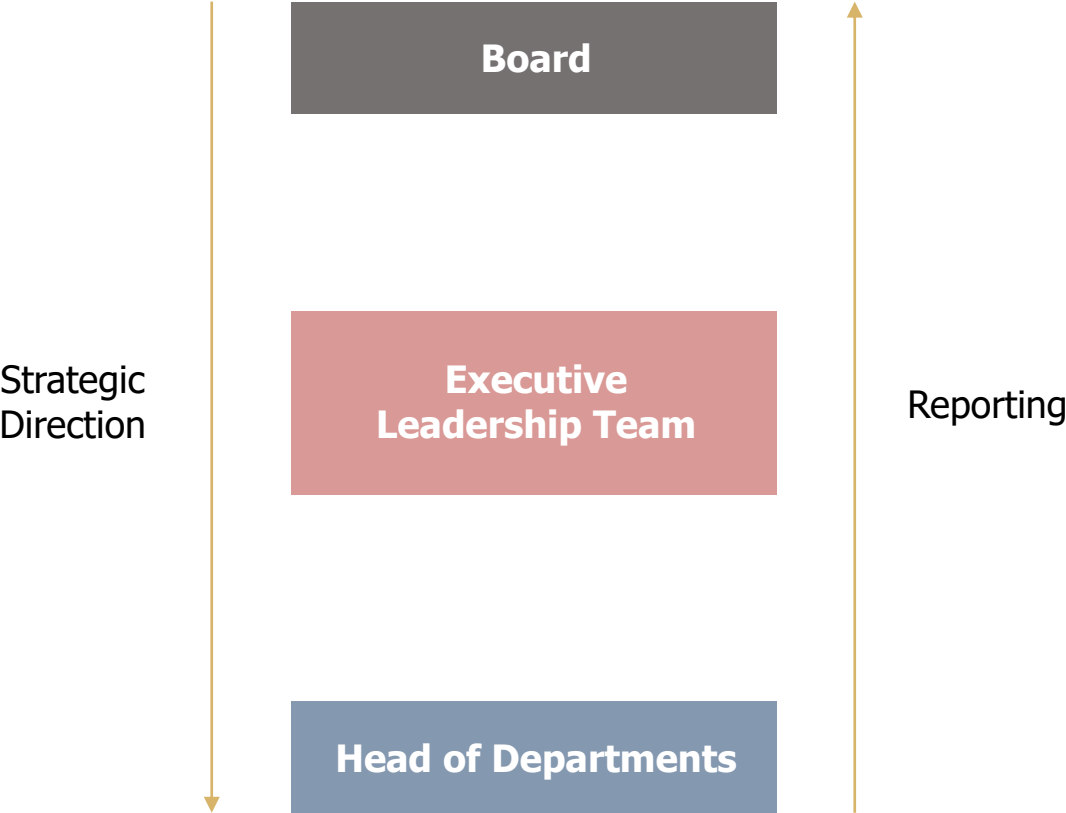 Board
Strategic
Direction
Executive
Leadership Team
Reporting
Head of Departments